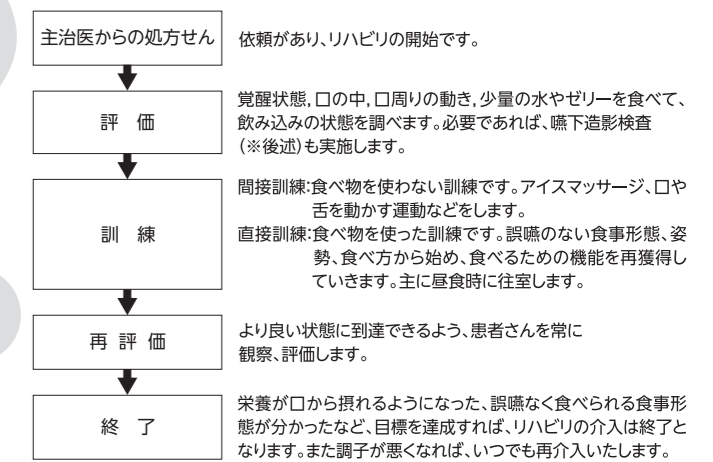 主治医からの処方せん
依頼があり、リハビリの開始です。
評 価
覚醒状態，口の中，口周りの動き，少量の水やゼリーを食べて、
飲み込みの状態を調べます。必要であれば、嚥下造影検査
（※後述）も実施します。
訓 練
間接訓練:食べ物を使わない訓練です。アイスマッサージ、口や
舌を動かす運動などをします。
直接訓練:食べ物を使った訓練です。誤嚥のない食事形態、姿
勢、食べ方から始め、食べるための機能を再獲得し
ていきます。主に昼食時に往室します。
再 評 価
より良い状態に到達できるよう、患者さんを常に
観察、評価します。
終 了
栄養が口から摂れるようになった、誤嚥なく食べられる食事形
態が分かったなど、目標を達成すれば、リハビリの介入は終了と
なります。また調子が悪くなれば、いつでも再介入いたします。